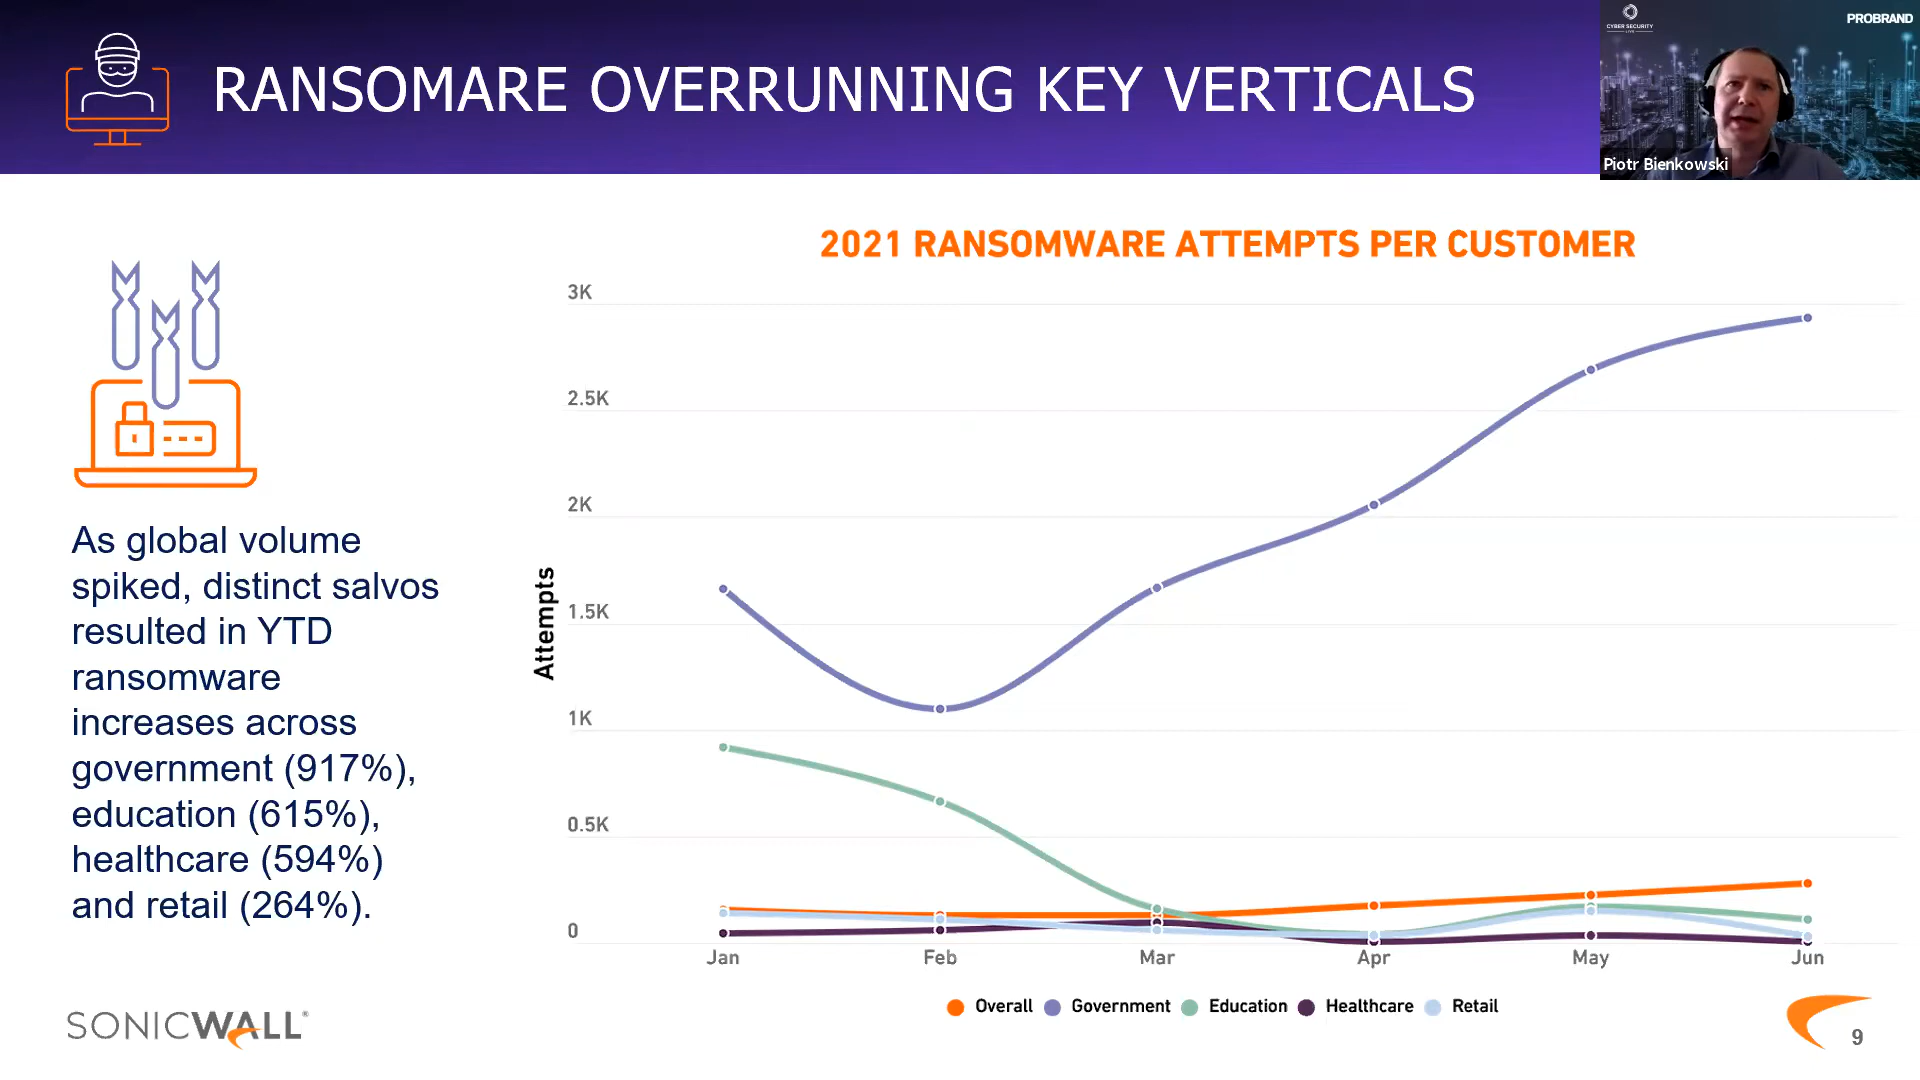 RANSOMARE OVERRUNNING KEY VERTICALS
CYBER SECURITY
LIVE
PROBRAND
Piotr Bienkowski
As global volume
spiked, distinct salvos
resulted in YTD
ransomware
increases across
government (917%),
education (615%),
healthcare (594%)
and retail (264%).
2021 RANSOMWARE ATTEMPTS PER CUSTOMER
Attempts
3K
2.5K
2K
1.5K
1K
0.5K
0
Jan Feb Mar Apr May Jun
Overall Government Education Healthcare Retail
SONICWALL®
9